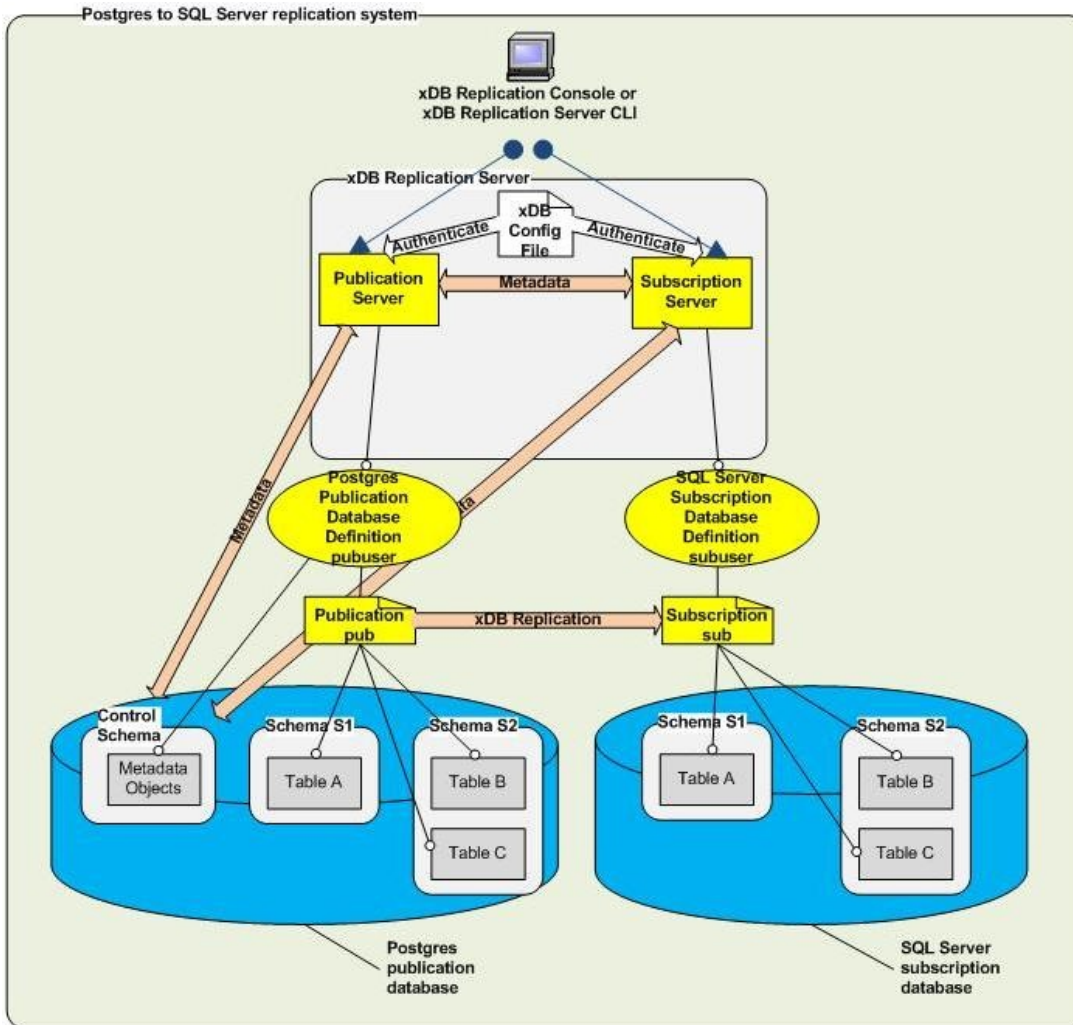 Postgres to SQL Server replication system
xDB Replication Console or
xDB Replication Server CLI
xDB Replication Server
xDB
Config
File
Authenticate
Authenticate
Publication
Server
Metadata
Subscription
Server
Metadata
Postgres
Publication
Database
Definition
pubuser
SQL Server
Subscription
Database
Definition
subuser
Publication
pub
xDB Replication
Subscription
sub
Control
Schema
Metadata
Objects
Schema S1
Table A
Schema S2
Table B
Table C
Schema S1
Table A
Schema S2
Table B
Table C
Postgres
publication
database
SQL Server
subscription
database